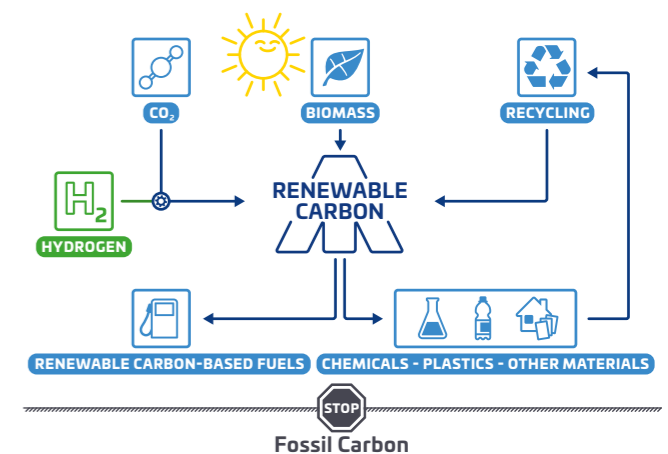 CO₂
BIOMASS
RECYCLING
H₂
HYDROGEN
RENEWABLE
CARBON
RENEWABLE CARBON-BASED FUELS
CHEMICALS – PLASTICS – OTHER MATERIALS
STOP
Fossil Carbon